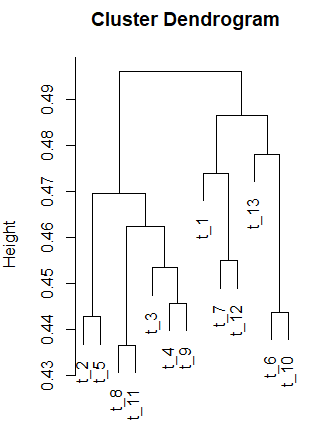 Cluster Dendrogram
Height
0.49
0.48
0.47
0.46
0.45
0.44
0.43
t_2
t_5
t_8
t_11
t_3
t_4
t_9
t_1
t_7
t_12
t_13
t_6
t_10